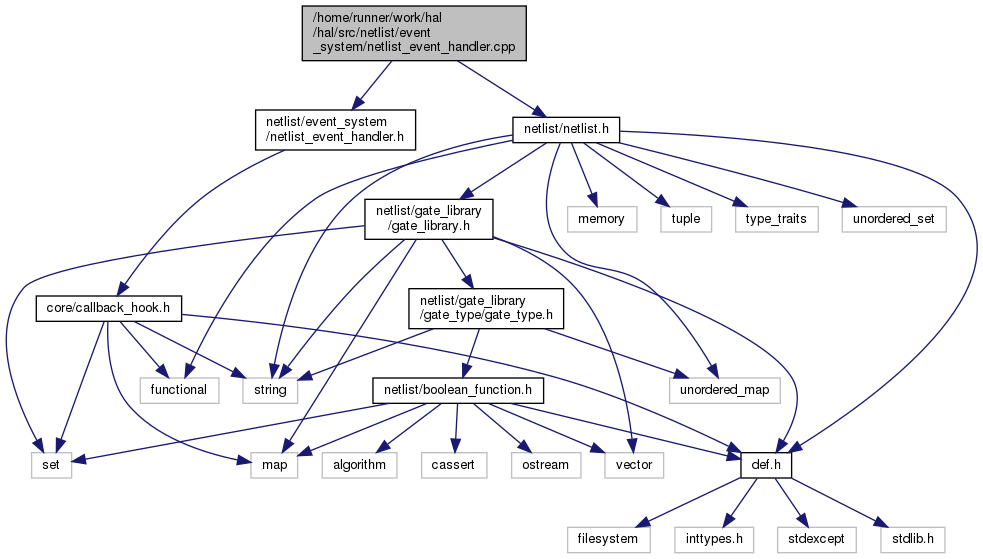 /home/runner/work/hal
/hal/src/netlist/event
_system/netlist_event_handler.cpp
netlist/event_system
/netlist_event_handler.h
netlist/netlist.h
netlist/gate_library
/gate_library.h
memory
tuple
type_traits
unordered_set
core/callback_hook.h
netlist/gate_library
/gate_type/gate_type.h
functional
string
netlist/boolean_function.h
unordered_map
set
map
algorithm
cassert
ostream
vector
def.h
filesystem
inttypes.h
stdexcept
stdlib.h